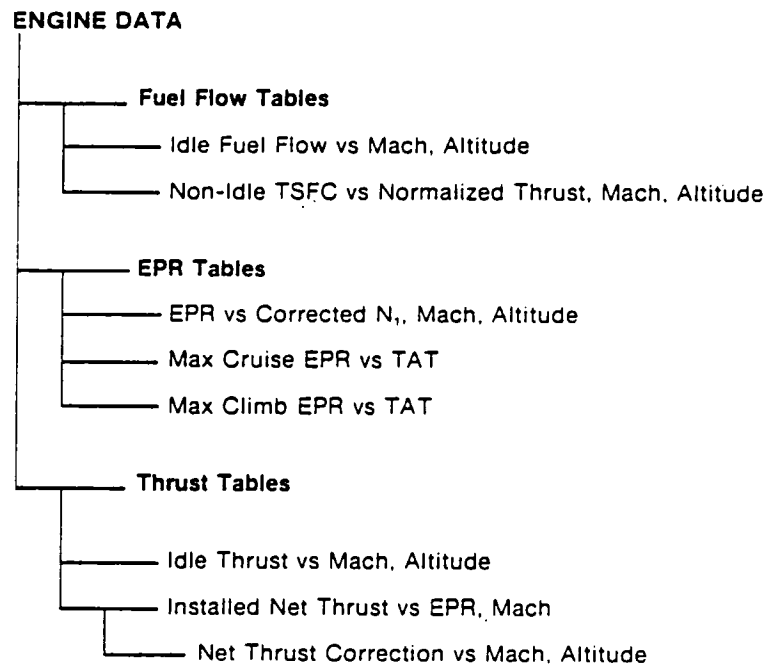 ENGINE DATA
Fuel Flow Tables
Idle Fuel Flow vs Mach, Altitude
Non-Idle TSFC vs Normalized Thrust, Mach, Altitude
EPR Tables
EPR vs Corrected N₁, Mach, Altitude
Max Cruise EPR vs TAT
Max Climb EPR vs TAT
Thrust Tables
Idle Thrust vs Mach, Altitude
Installed Net Thrust vs EPR, Mach
Net Thrust Correction vs Mach, Altitude